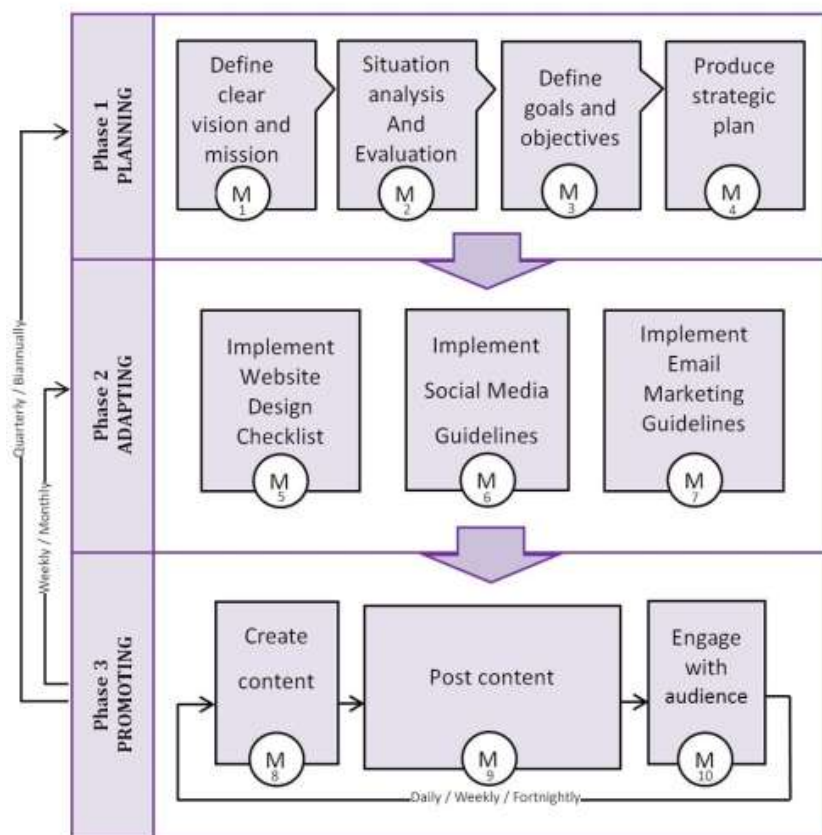 Phase 1
PLANNING
Define
clear
vision and
mission
M
1
Situation
analysis
And
Evaluation
M
2
Define
goals and
objectives
M
3
Produce
strategic
plan
M
4
Quarterly / Biannually
Weekly / Monthly
Phase 2
ADAPTING
Implement
Website
Design
Checklist
M
5
Implement
Social Media
Guidelines
M
6
Implement
Email
Marketing
Guidelines
M
7
Phase 3
PROMOTING
Create
content
M
8
Post content
M
9
Engage
with
audience
M
10
Daily / Weekly / Fortnightly